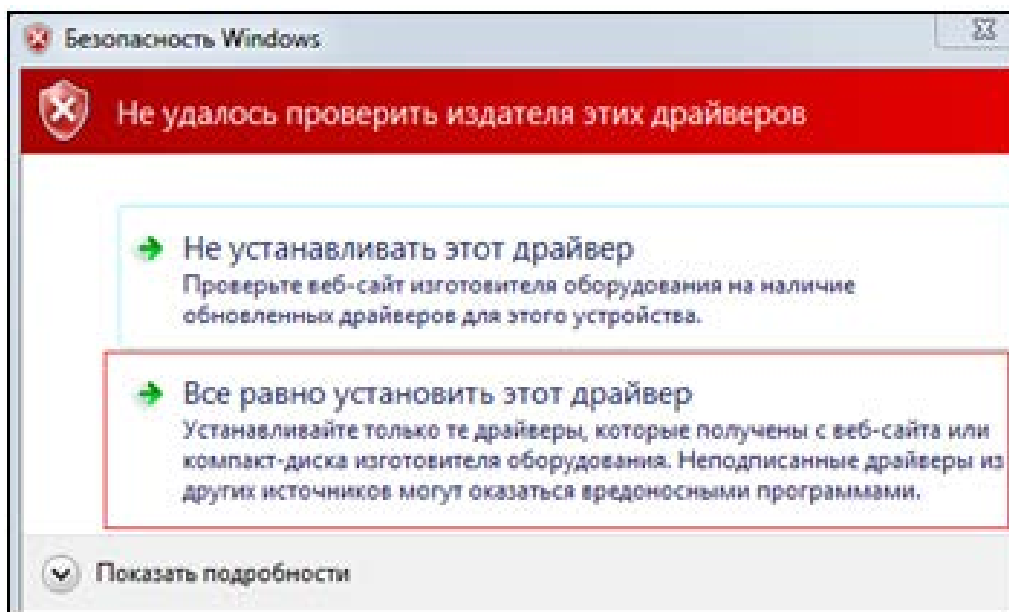 Безопасность Windows
Не удалось проверить издателя этих драйверов
Не устанавливать этот драйвер
Проверьте веб-сайт изготовителя оборудования на наличие
обновленных драйверов для этого устройства.
Все равно установить этот драйвер
Устанавливайте только те драйверы, которые получены с веб-сайта или
компакт-диска изготовителя оборудования. Неподписанные драйверы из
других источников могут оказаться вредоносными программами.
Показать подробности